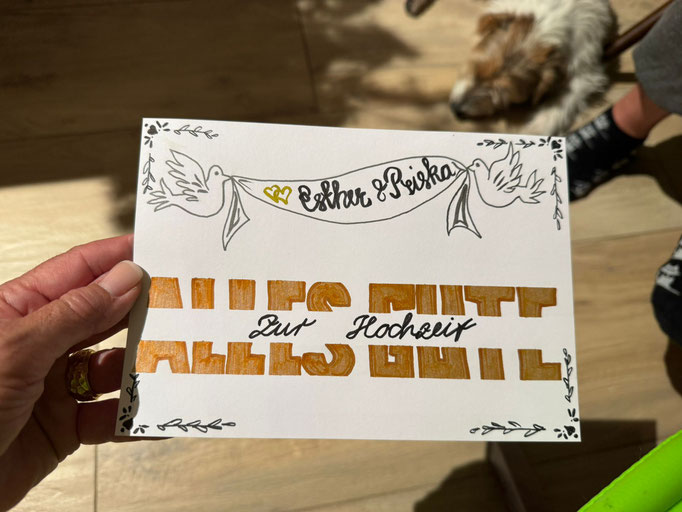 Esther & Priska
ALLES GUTE
Zur Hochzeit